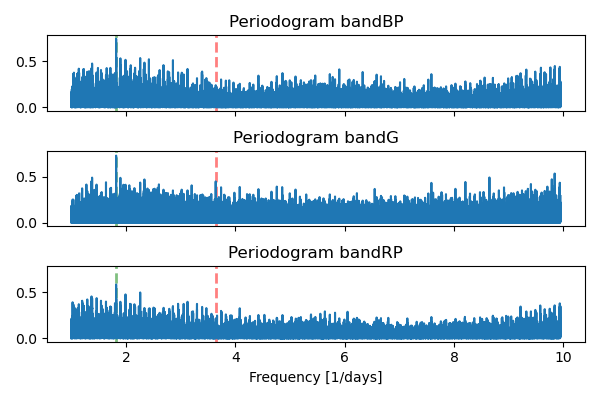 Periodogram bandBP
0.5
0.0
Periodogram bandG
0.5
0.0
Periodogram bandRP
0.5
0.0
2 4 6 8 10
Frequency [1/days]